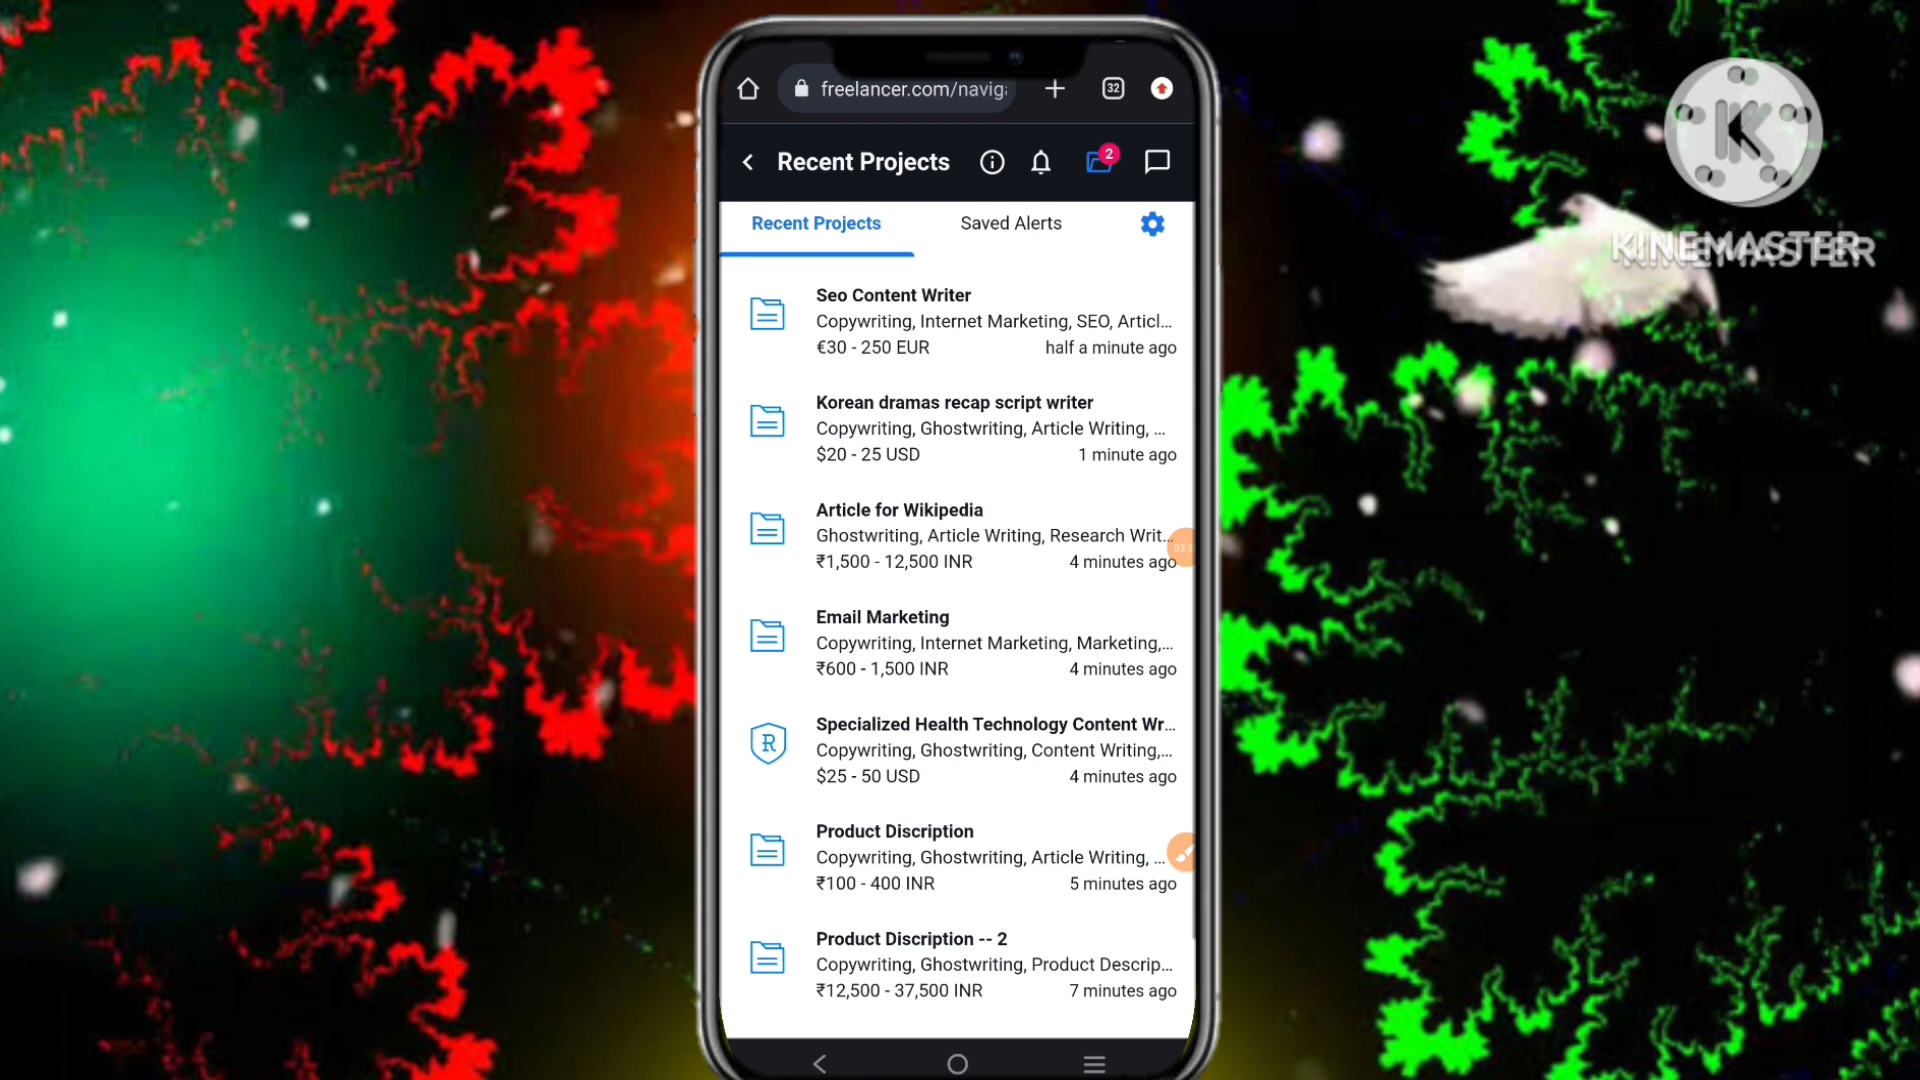 freelancer.com/navig
32
Recent Projects
2
Recent Projects
Saved Alerts
Seo Content Writer
Copywriting, Internet Marketing, SEO, Articl...
€30 - 250 EUR
half a minute ago
Korean dramas recap script writer
Copywriting, Ghostwriting, Article Writing, ...
$20 - 25 USD
1 minute ago
Article for Wikipedia
Ghostwriting, Article Writing, Research Writ...
₹1,500 - 12,500 INR
4 minutes ago
Email Marketing
Copywriting, Internet Marketing, Marketing,...
₹600 - 1,500 INR
4 minutes ago
Specialized Health Technology Content Wr...
Copywriting, Ghostwriting, Content Writing,...
$25 - 50 USD
4 minutes ago
R
Product Discription
Copywriting, Ghostwriting, Article Writing, ...
₹100 - 400 INR
5 minutes ago
Product Discription -- 2
Copywriting, Ghostwriting, Product Descrip...
₹12,500 - 37,500 INR
7 minutes ago
K
KINEMASTER
KINEMASTER